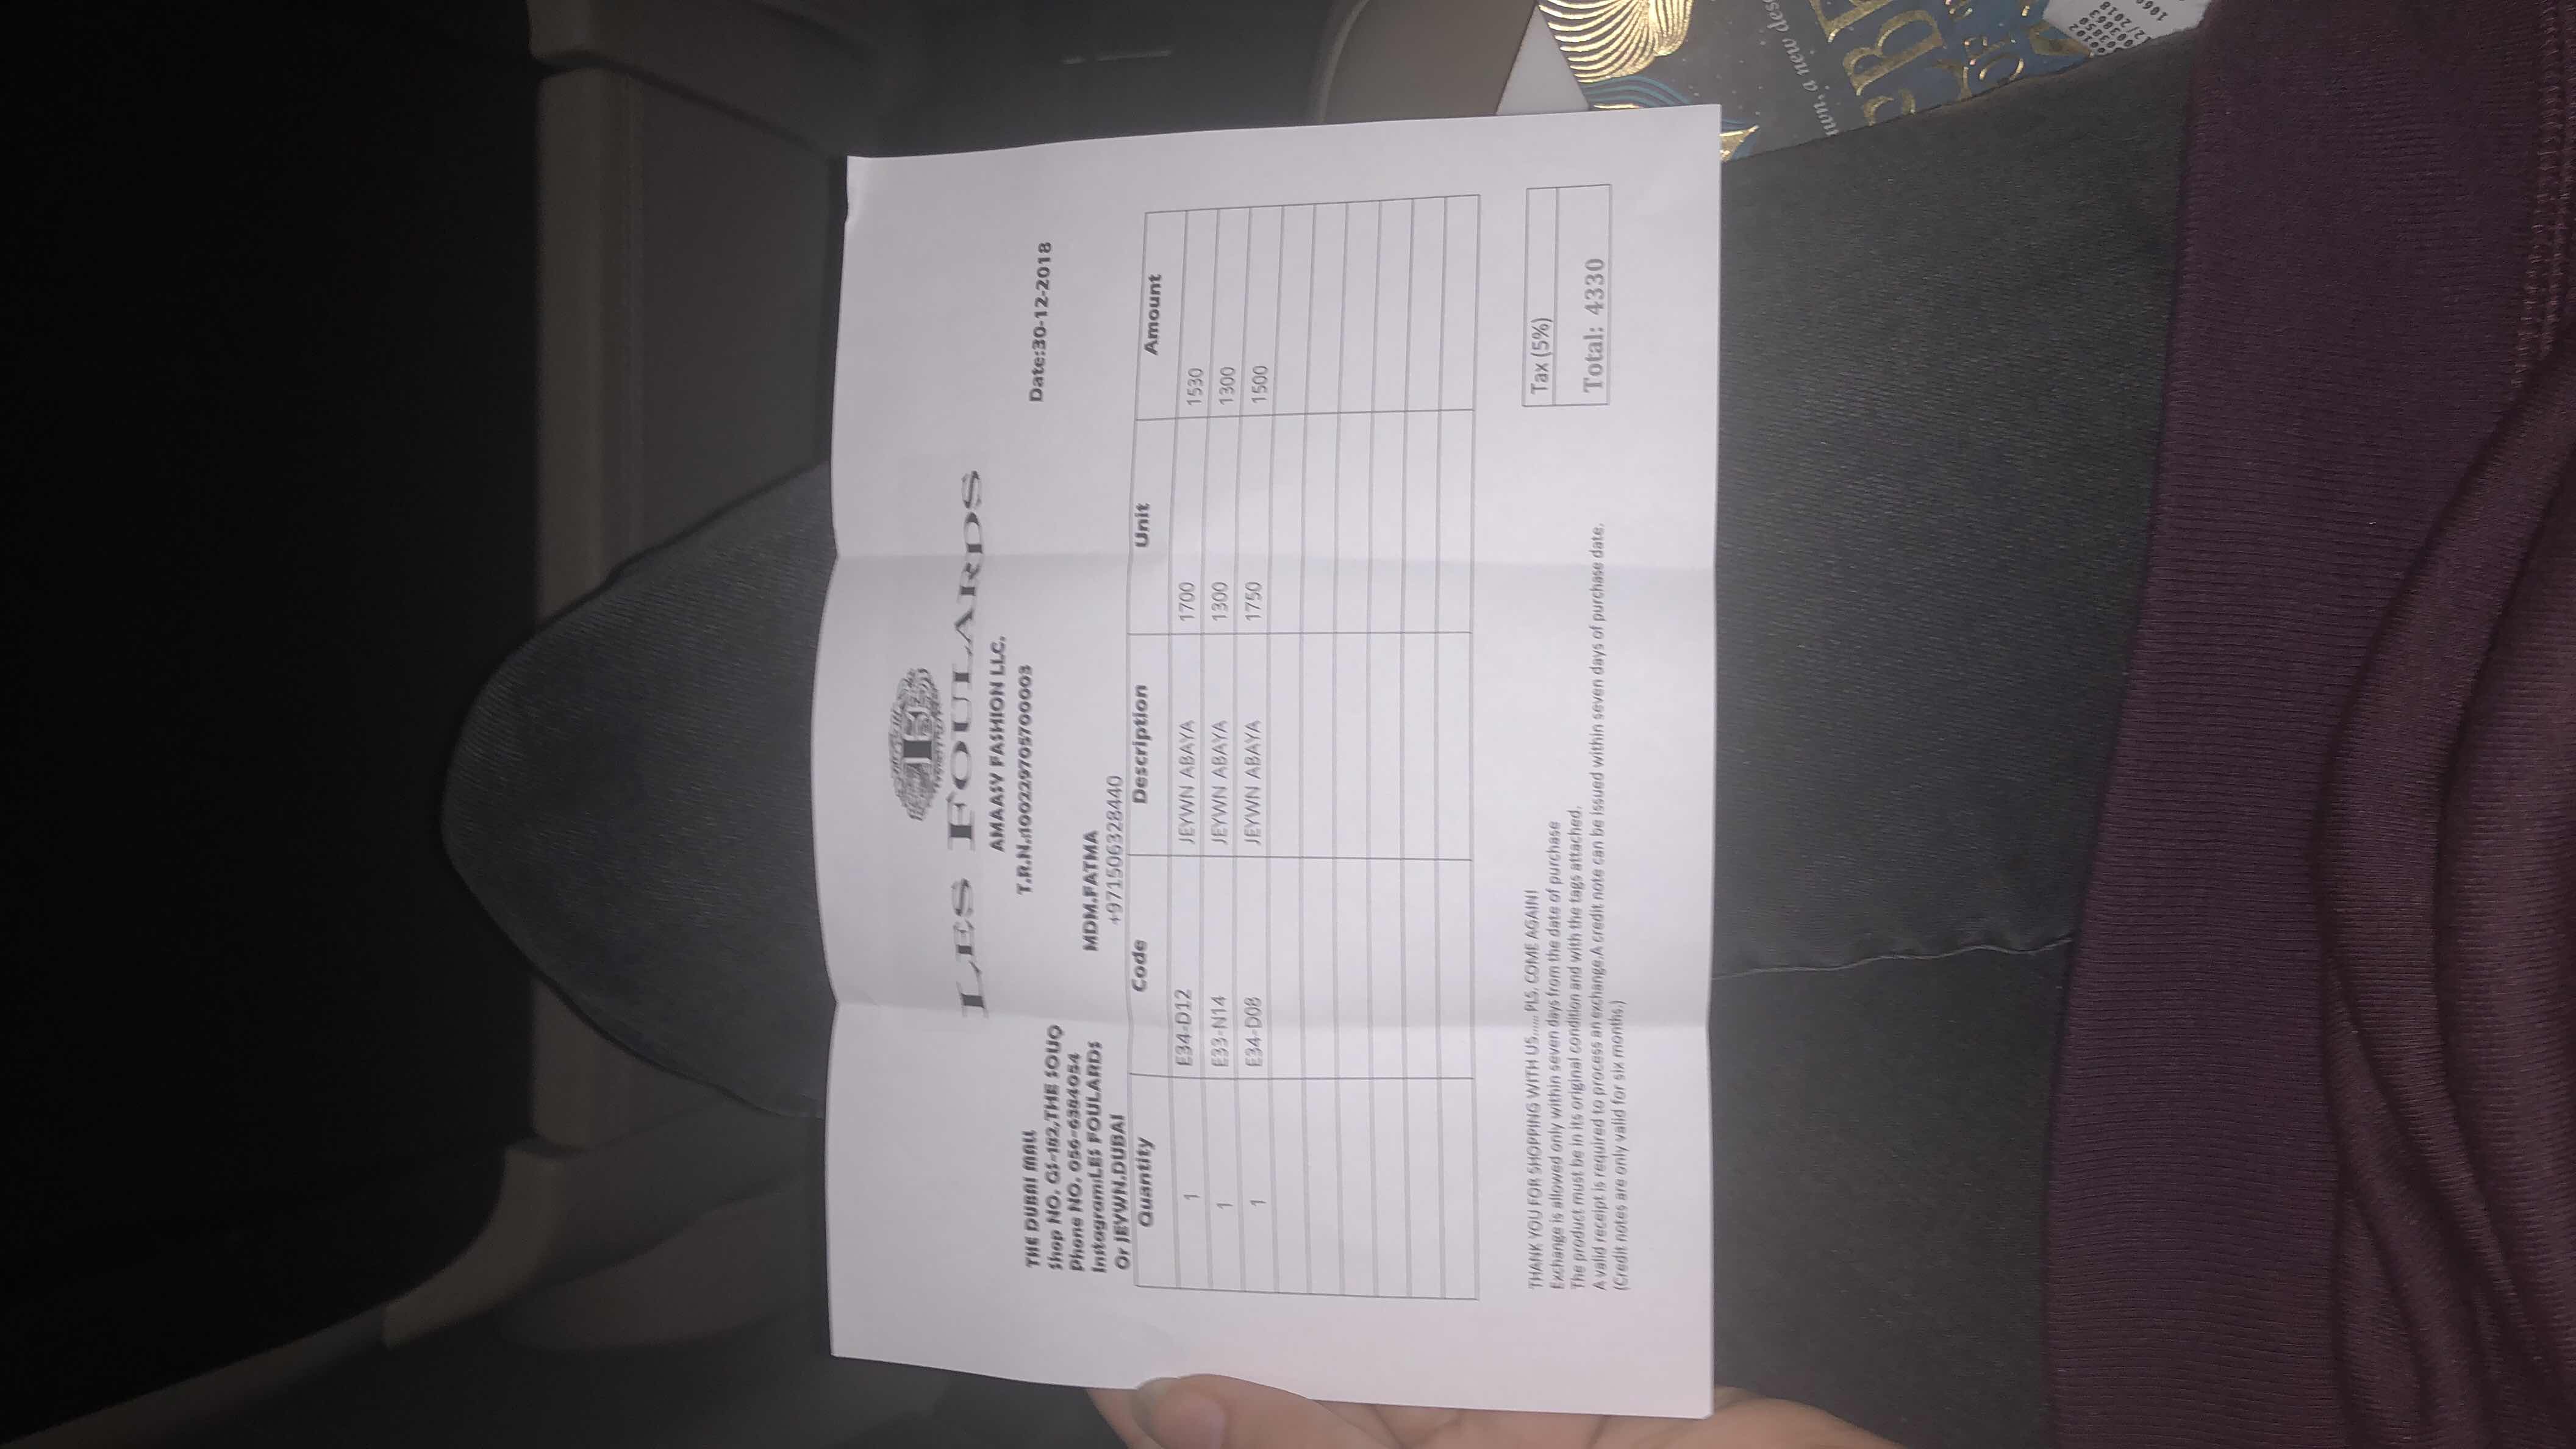 LES FOULARDS
AMAASY FASHION LLC.
T.R.N.:100229705700003
THE DUBAI MALL
Shop NO. GS-182,THE SOUQ
Phone NO. 056-6384054
Instagram:LES FOULARDS
Or JEYWN.DUBAI
Date:30-12-2018
MDM.FATMA
+971506328440
Quantity Code Description Unit Amount
1 E34-D12 JEYWN ABAYA 1700 1530
1 E33-N14 JEYWN ABAYA 1300 1300
1 E34-D08 JEYWN ABAYA 1750 1500
THANK YOU FOR SHOPPING WITH US...... PLS. COME AGAIN!
Exchange is allowed only within seven days from the date of purchase
The product must be in its original condition and with the tags attached.
A valid receipt is required to process an exchange.A credit note can be issued within seven days of purchase date.
(Credit notes are only valid for six months.)
Tax (5%)
Total: 4330
a new
OF